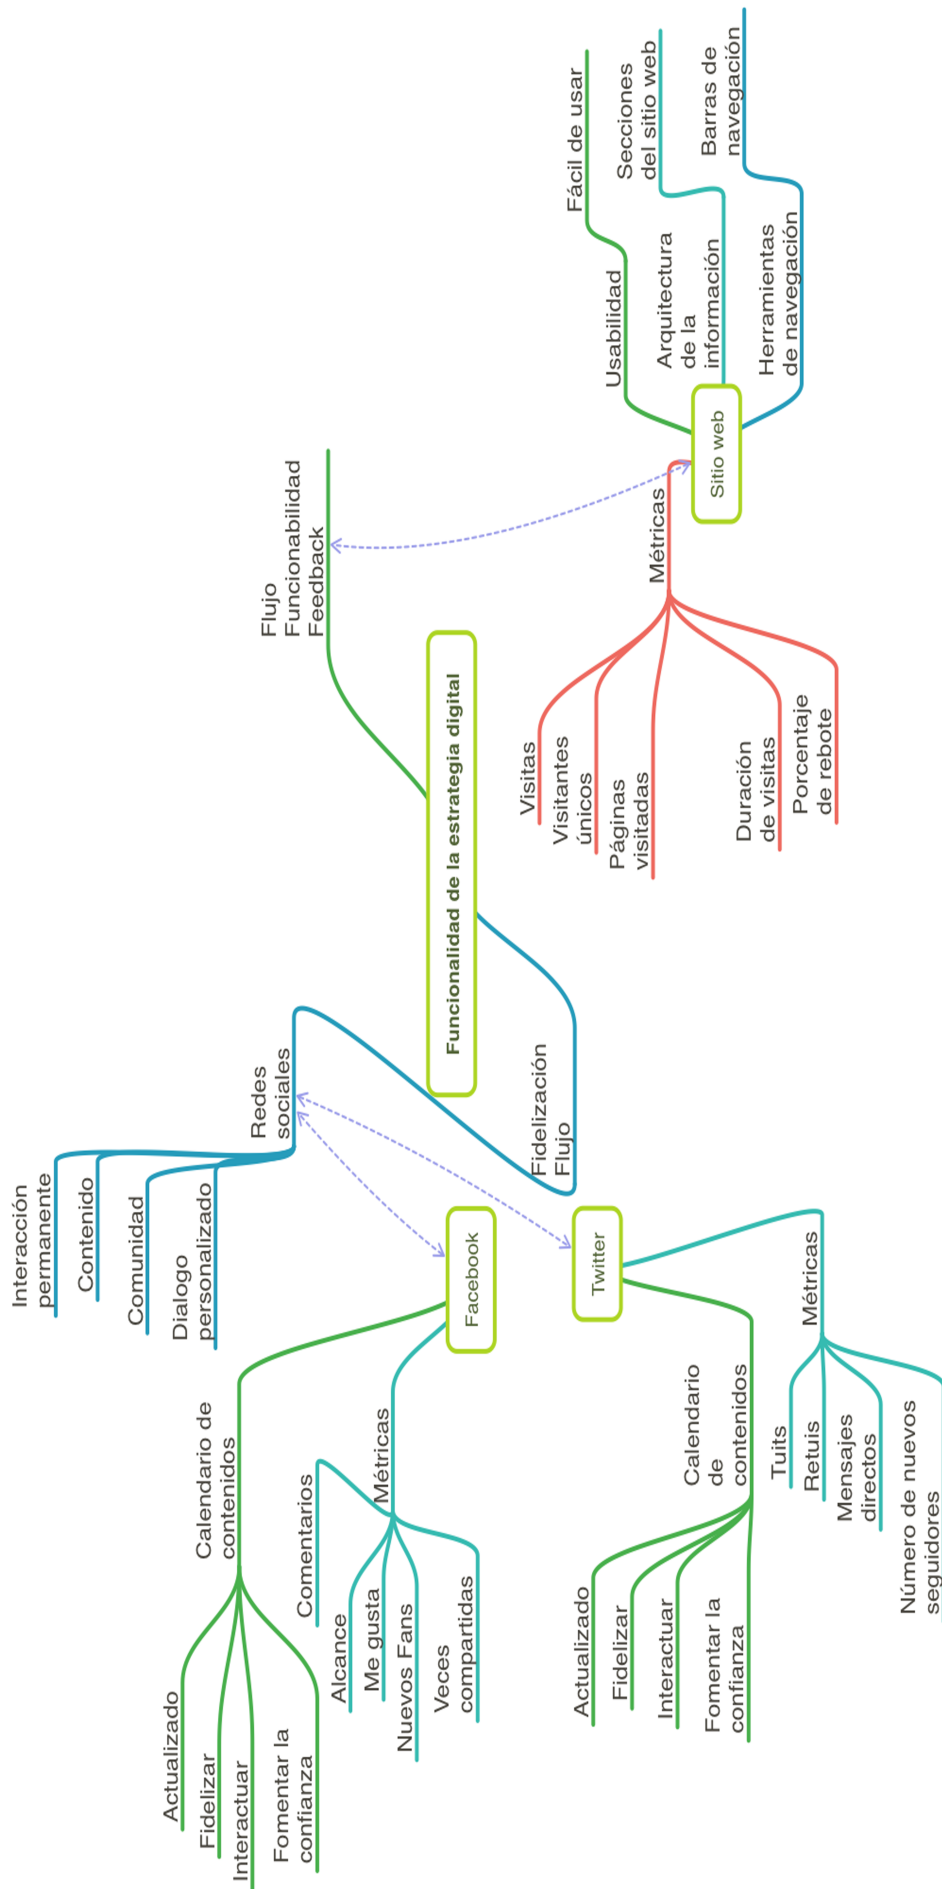 Interacción
permanente
Contenido
Comunidad
Dialogo
personalizado
Redes
sociales
Calendario de
contenidos
Actualizado
Fidelizar
Interactuar
Fomentar la
confianza
Facebook
Métricas
Comentarios
Alcance
Me gusta
Nuevos Fans
Veces
compartidas
Twitter
Calendario
de
contenidos
Actualizado
Fidelizar
Interactuar
Fomentar la
confianza
Métricas
Tuits
Retuis
Mensajes
directos
Número de nuevos
seguidores
Funcionalidad de la estrategia digital
Fidelización
Flujo
Flujo
Funcionabilidad
Feedback
Sitio web
Métricas
Visitas
Visitantes
únicos
Páginas
visitadas
Duración
de visitas
Porcentaje
de rebote
Usabilidad
Fácil de usar
Arquitectura
de la
información
Secciones
del sitio web
Herramientas
de navegación
Barras de
navegación